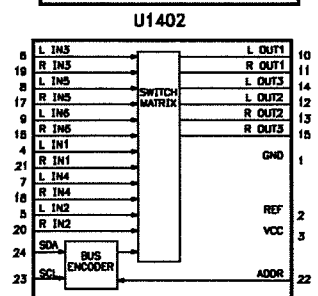 U1402
6 L IN3 L OUT1 10
19 R IN3 R OUT1 11
8 L IN5 L OUT3 14
17 R IN5 L OUT2 12
9 L IN6 R OUT2 13
18 R IN6 R OUT3 15
4 L IN1
21 R IN1 GND 1
7 L IN4
16 R IN4
5 L IN2 REF 2
20 R IN2 VCC 3
24 SDA
23 SCL ADDR 22
SWITCH
MATRIX
BUS
ENCODER